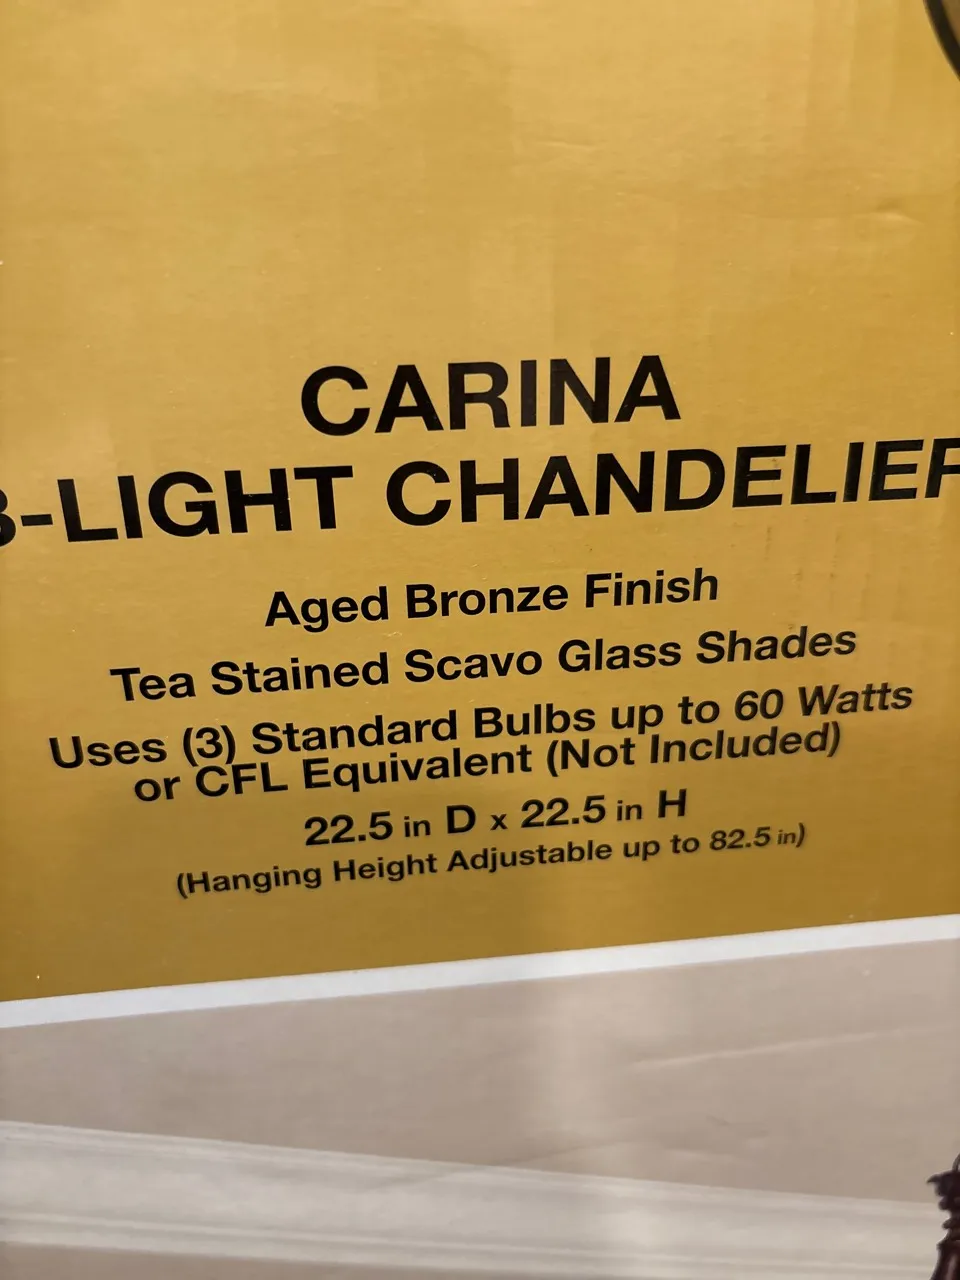 CARINA
3-LIGHT CHANDELIER
Aged Bronze Finish
Tea Stained Scavo Glass Shades
Uses (3) Standard Bulbs up to 60 Watts
or CFL Equivalent (Not Included)
22.5 in D x 22.5 in H
(Hanging Height Adjustable up to 82.5 in)